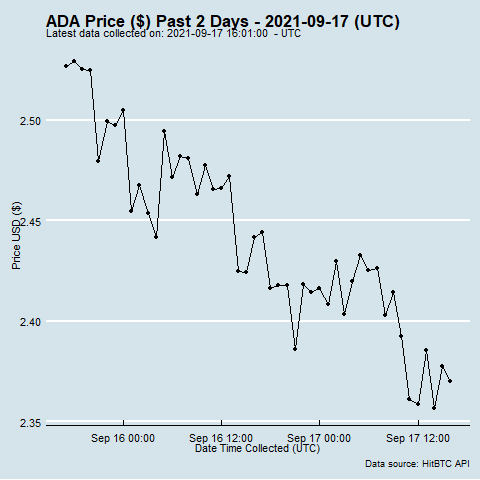 ADA Price ($) Past 2 Days - 2021-09-17 (UTC)
Latest data collected on: 2021-09-17 16:01:00 - UTC
Price USD ($)
2.50
2.45
2.40
2.35
Sep 16 00:00 Sep 16 12:00 Sep 17 00:00 Sep 17 12:00
Date Time Collected (UTC)
Data source: HitBTC API